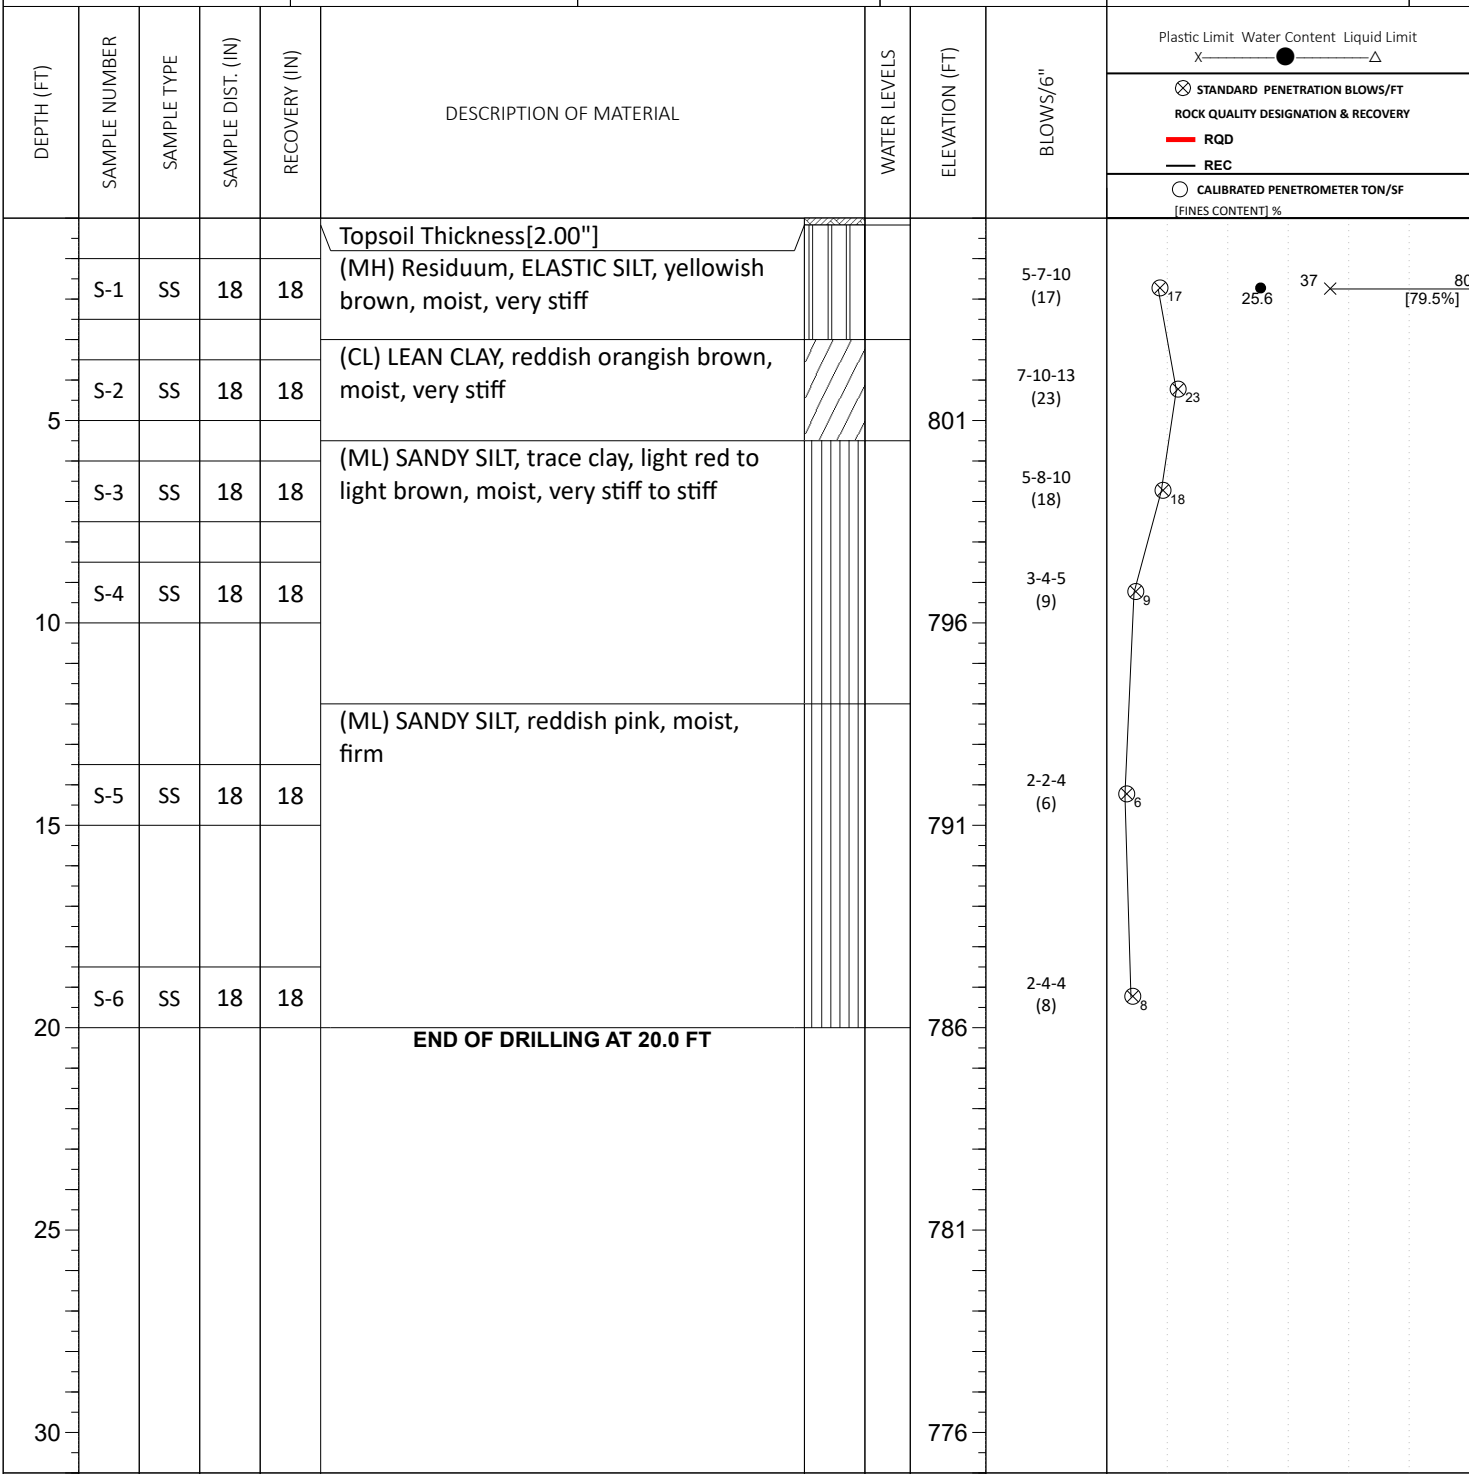 DEPTH (FT)
SAMPLE NUMBER
SAMPLE TYPE
SAMPLE DIST. (IN)
RECOVERY (IN)
DESCRIPTION OF MATERIAL
WATER LEVELS
ELEVATION (FT)
BLOWS/6"
Plastic Limit Water Content Liquid Limit
X
STANDARD PENETRATION BLOWS/FT
ROCK QUALITY DESIGNATION & RECOVERY
RQD
REC
CALIBRATED PENETROMETER TON/SF
[FINES CONTENT] %
Topsoil Thickness[2.00"]
S-1 SS 18 18
(MH) Residuum, ELASTIC SILT, yellowish
brown, moist, very stiff
5-7-10
(17)
17
25.6
37
80
[79.5%]
S-2 SS 18 18
(CL) LEAN CLAY, reddish orangish brown,
moist, very stiff
7-10-13
(23)
23
5
801
S-3 SS 18 18
(ML) SANDY SILT, trace clay, light red to
light brown, moist, very stiff to stiff
5-8-10
(18)
18
S-4 SS 18 18
3-4-5
(9)
9
10
796
(ML) SANDY SILT, reddish pink, moist,
firm
S-5 SS 18 18
2-2-4
(6)
6
15
791
S-6 SS 18 18
2-4-4
(8)
8
20
786
END OF DRILLING AT 20.0 FT
25
781
30
776